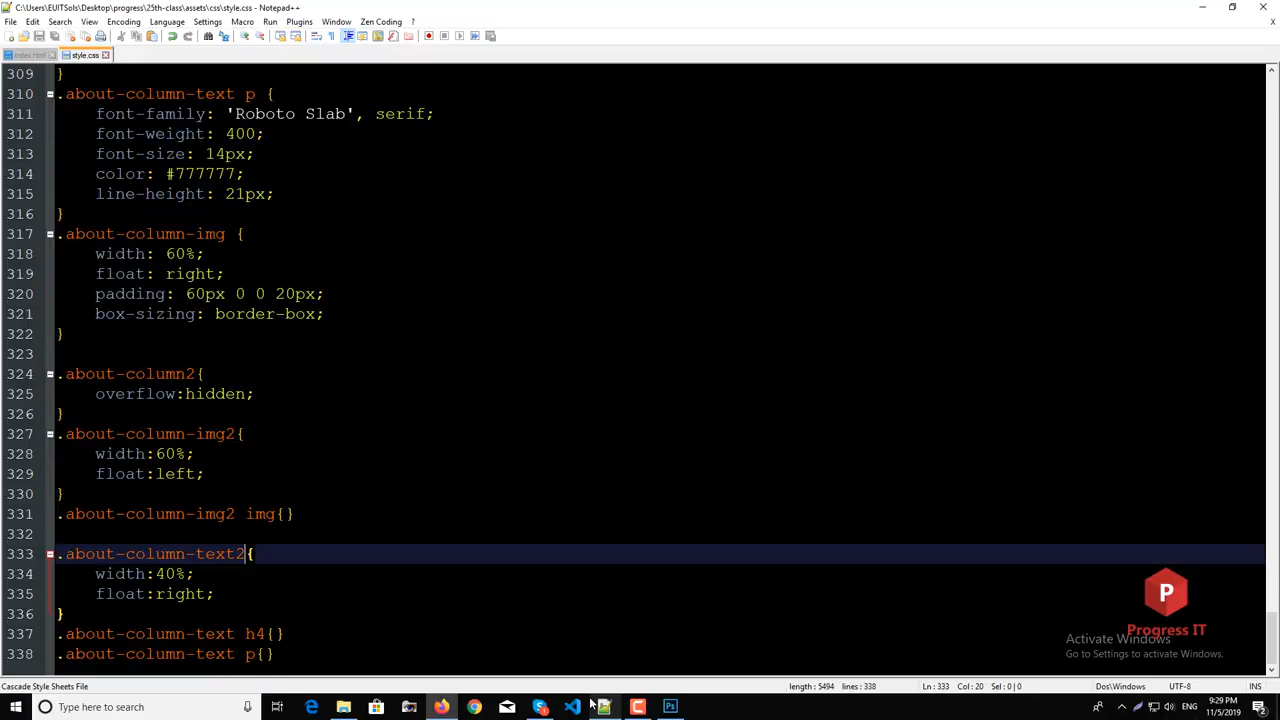 C:\Users\EUITSols\Desktop\progress\25th-class\assets\css\style.css - Notepad++
File Edit Search View Encoding Language Settings Macro Run Plugins Window Zen Coding ? X
index.html style.css
309 }
310 .about-column-text p {
311 font-family: 'Roboto Slab', serif;
312 font-weight: 400;
313 font-size: 14px;
314 color: #777777;
315 line-height: 21px;
316 }
317 .about-column-img {
318 width: 60%;
319 float: right;
320 padding: 60px 0 0 20px;
321 box-sizing: border-box;
322 }
323
324 .about-column2{
325 overflow:hidden;
326 }
327 .about-column-img2{
328 width:60%;
329 float:left;
330 }
331 .about-column-img2 img{}
332
333 .about-column-text2{
334 width:40%;
335 float:right;
336 }
337 .about-column-text h4{}
338 .about-column-text p{}
P
Progress IT
Activate Windows
Go to Settings to activate Windows.
Cascade Style Sheets File length : 5494 lines : 338 Ln : 333 Col : 20 Sel : 0 | 0 Dos\Windows UTF-8 INS
Type here to search
ENG
9:29 PM
11/5/2019